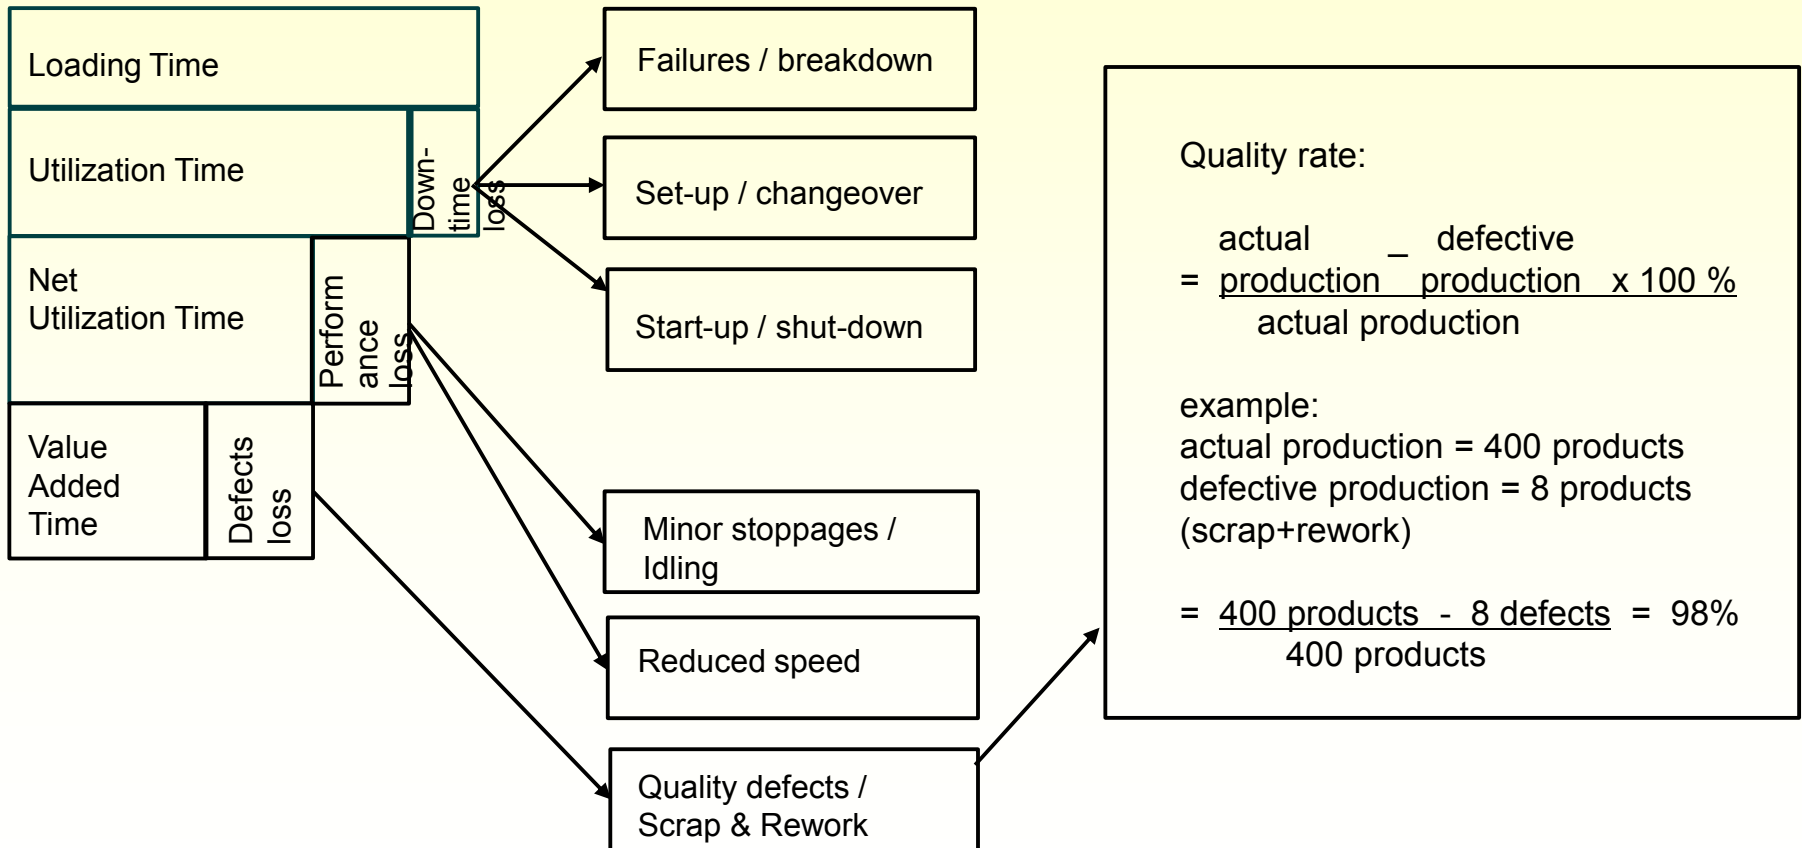 Loading Time
Utilization Time
Down-
time
loss
Net
Utilization Time
Perform
ance
loss
Value
Added
Time
Defects
loss
Failures / breakdown
Set-up / changeover
Start-up / shut-down
Minor stoppages /
Idling
Reduced speed
Quality defects /
Scrap & Rework
Quality rate:
actual _ defective
= production production x 100 %
actual production
example:
actual production = 400 products
defective production = 8 products
(scrap+rework)
= 400 products - 8 defects = 98%
400 products